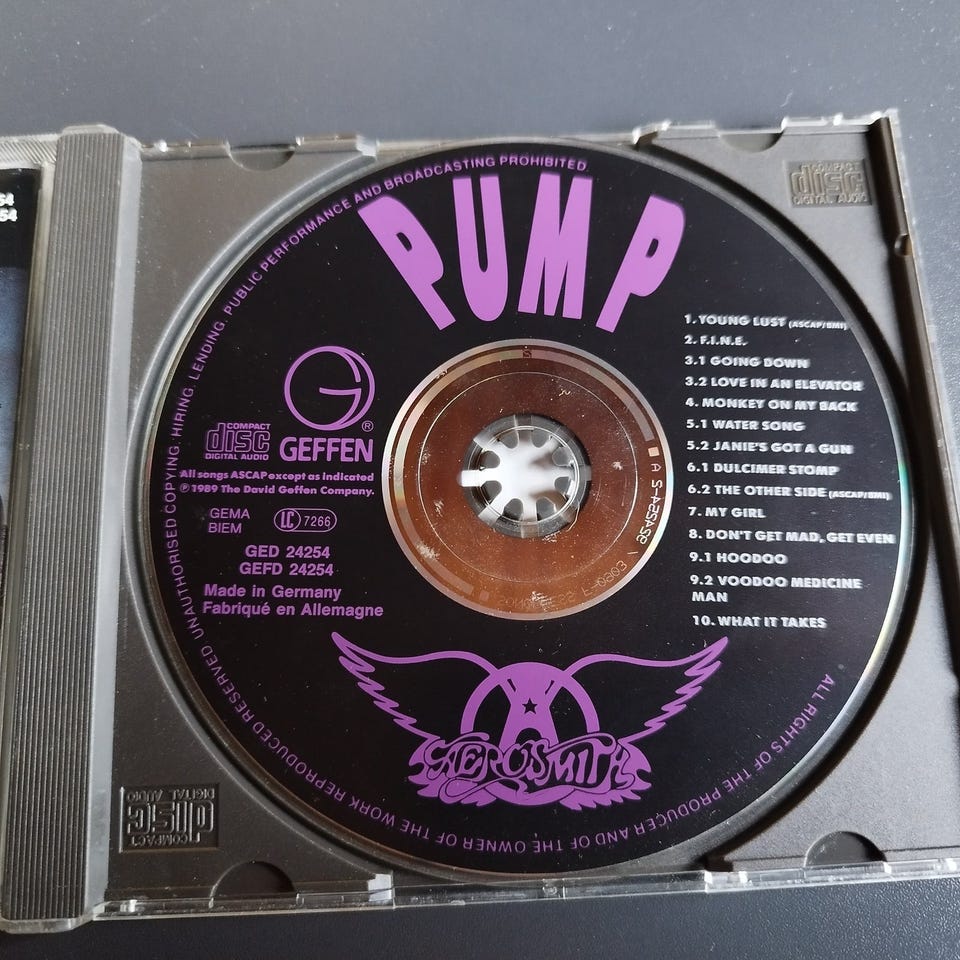 54
54
COMPACT
disc
DIGITAL AUDIO
PUMP
1. YOUNG LUST (ASCAP/BMI)
2. F.I.N.E.
3.1 GOING DOWN
3.2 LOVE IN AN ELEVATOR
4. MONKEY ON MY BACK
5.1 WATER SONG
5.2 JANIE'S GOT A GUN
6.1 DULCIMER STOMP
6.2 THE OTHER SIDE (ASCAP/BMI)
7. MY GIRL
8. DON'T GET MAD, GET EVEN
9.1 HOODOO
9.2 VOODOO MEDICINE
MAN
10. WHAT IT TAKES
G
COMPACT
disc
DIGITAL AUDIO
GEFFEN®
All songs ASCAP except as indicated
℗ 1989 The David Geffen Company.
GEMA
BIEM
LC 7266
GED 24254
GEFD 24254
Made in Germany
Fabriqué en Allemagne
A
AEROSMITH
ALL RIGHTS OF THE PRODUCER AND OF THE OWNER OF THE WORK REPRODUCED RESERVED UNAUTHORISED COPYING, HIRING, LENDING, PUBLIC PERFORMANCE AND BROADCASTING PROHIBITED.
COMPACT
disc
DIGITAL AUDIO